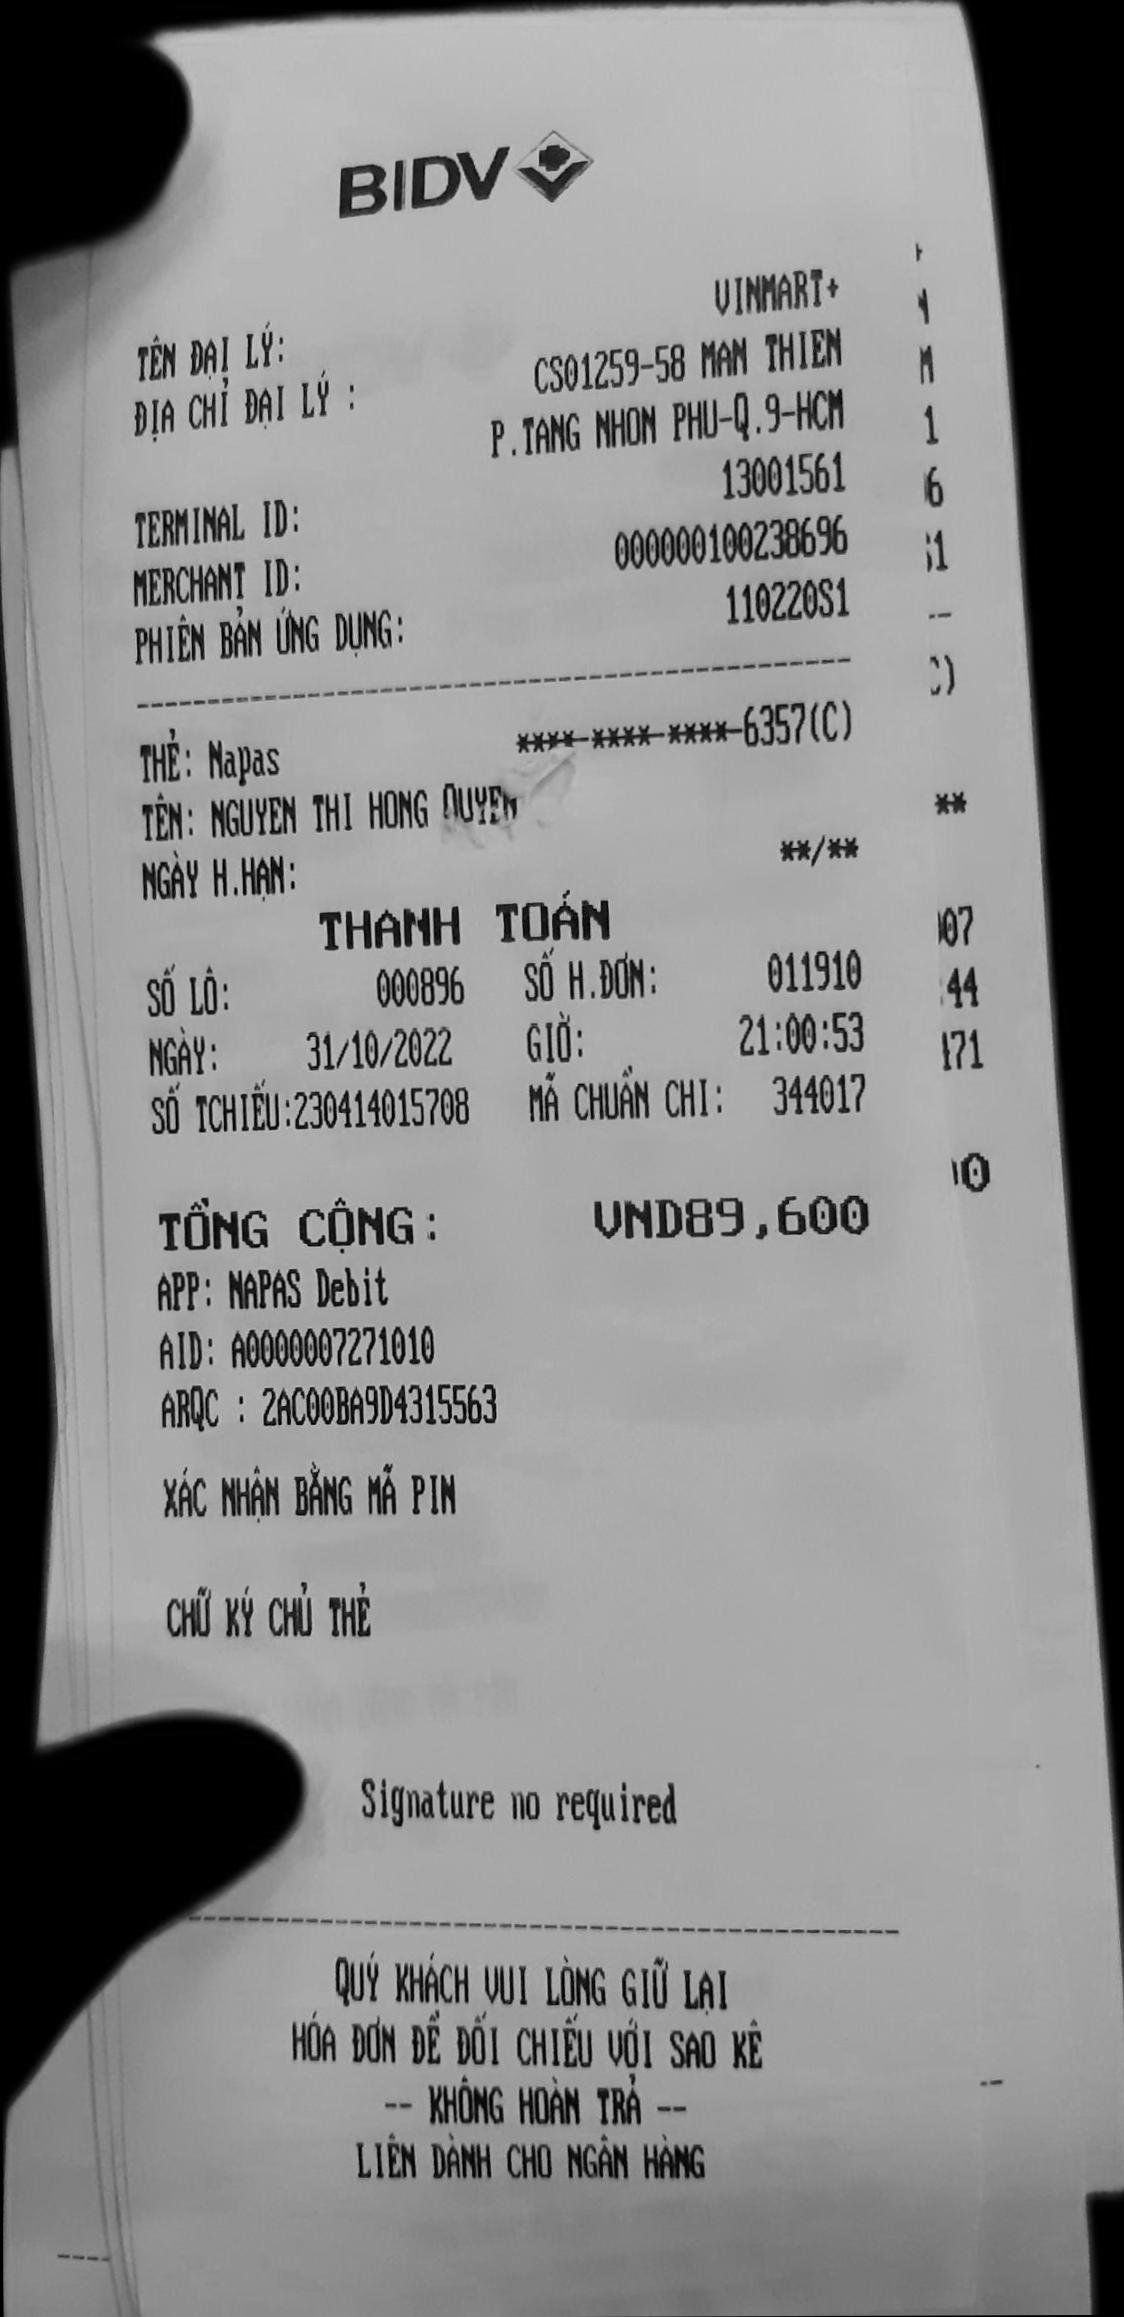 BIDV
VINMART+
TÊN ĐẠI LÝ:
CS01259-58 MAN THIEN
ĐỊA CHỈ ĐẠI LÝ :
P.TANG NHON PHU-Q.9-HCM
TERMINAL ID: 13001561
MERCHANT ID: 000000100238696
PHIÊN BẢN ỨNG DỤNG: 110220S1
THẺ: Napas ****-****-****-6357(C)
TÊN: NGUYEN THI HONG QUYEN
NGÀY H.HẠN: **/**
THANH TOÁN
SỐ LÔ: 000896 SỐ H.ĐƠN: 011910
NGÀY: 31/10/2022 GIỜ: 21:00:53
SỐ TCHIẾU:230414015708 MÃ CHUẨN CHI: 344017
TỔNG CỘNG: VND89,600
APP: NAPAS Debit
AID: A0000007271010
ARQC : 2AC00BA9D4315563
XÁC NHẬN BẰNG MÃ PIN
CHỮ KÝ CHỦ THẺ
Signature no required
QUÝ KHÁCH VUI LÒNG GIỮ LẠI
HÓA ĐƠN ĐỂ ĐỐI CHIẾU VỚI SAO KÊ
-- KHÔNG HOÀN TRẢ --
LIÊN DÀNH CHO NGÂN HÀNG